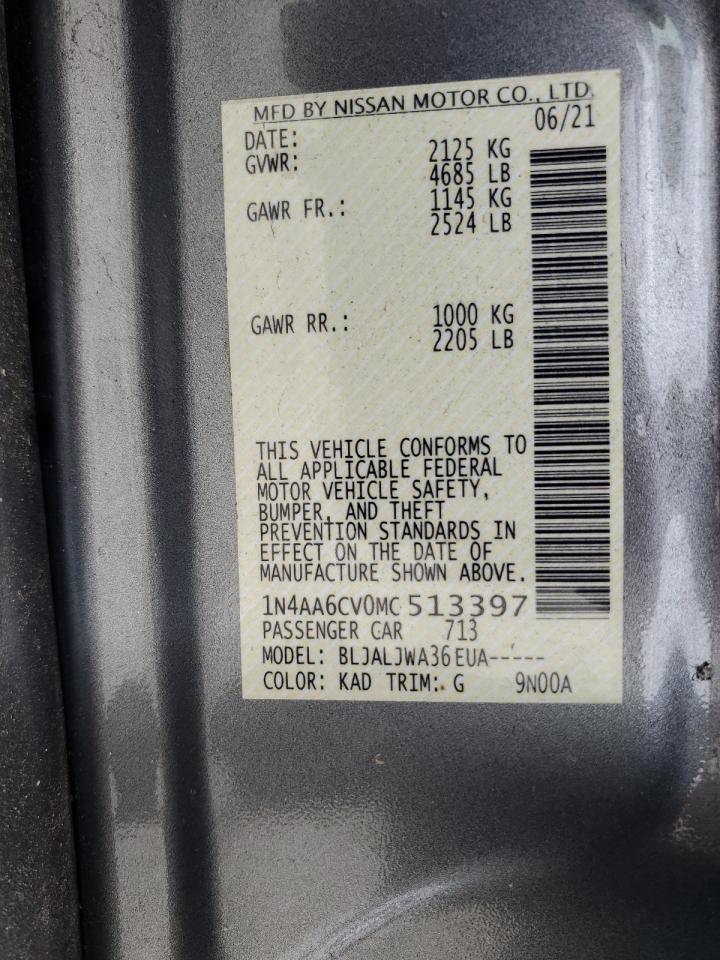 MFD BY NISSAN MOTOR CO., LTD.
DATE: 06/21
GVWR: 2125 KG
4685 LB
GAWR FR.: 1145 KG
2524 LB
GAWR RR.: 1000 KG
2205 LB
THIS VEHICLE CONFORMS TO
ALL APPLICABLE FEDERAL
MOTOR VEHICLE SAFETY,
BUMPER, AND THEFT
PREVENTION STANDARDS IN
EFFECT ON THE DATE OF
MANUFACTURE SHOWN ABOVE.
1N4AA6CV0MC513397
PASSENGER CAR 713
MODEL: BLJALJWA36EUA-----
COLOR: KAD TRIM: G 9N00A